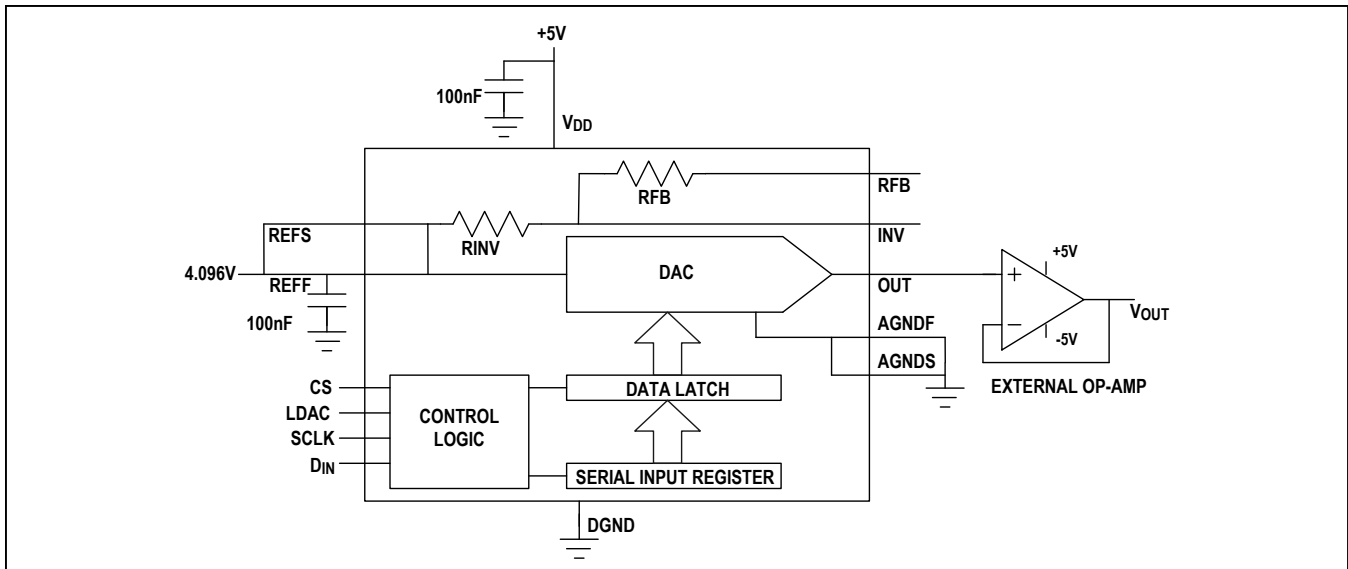 +5V
100nF
VDD
RFB
RFB
REFS
RINV
INV
4.096V
REFF
DAC
OUT
+5V
+
VOUT
100nF
AGNDF
−
-5V
AGNDS
EXTERNAL OP-AMP
CS
DATA LATCH
LDAC
CONTROL
LOGIC
SCLK
DIN
SERIAL INPUT REGISTER
DGND